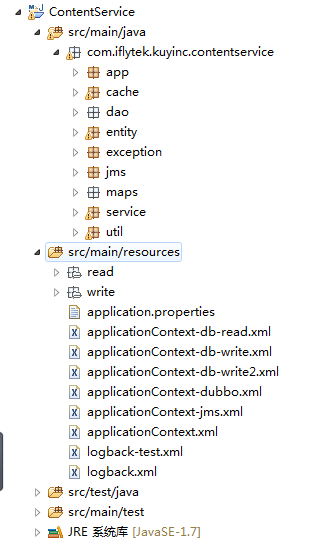 ContentService
src/main/java
com.iflytek.kuyinc.contentservice
app
cache
dao
entity
exception
jms
maps
service
util
src/main/resources
read
write
application.properties
applicationContext-db-read.xml
applicationContext-db-write.xml
applicationContext-db-write2.xml
applicationContext-dubbo.xml
applicationContext-jms.xml
applicationContext.xml
logback-test.xml
logback.xml
src/test/java
src/main/test
JRE 系统库 [JavaSE-1.7]